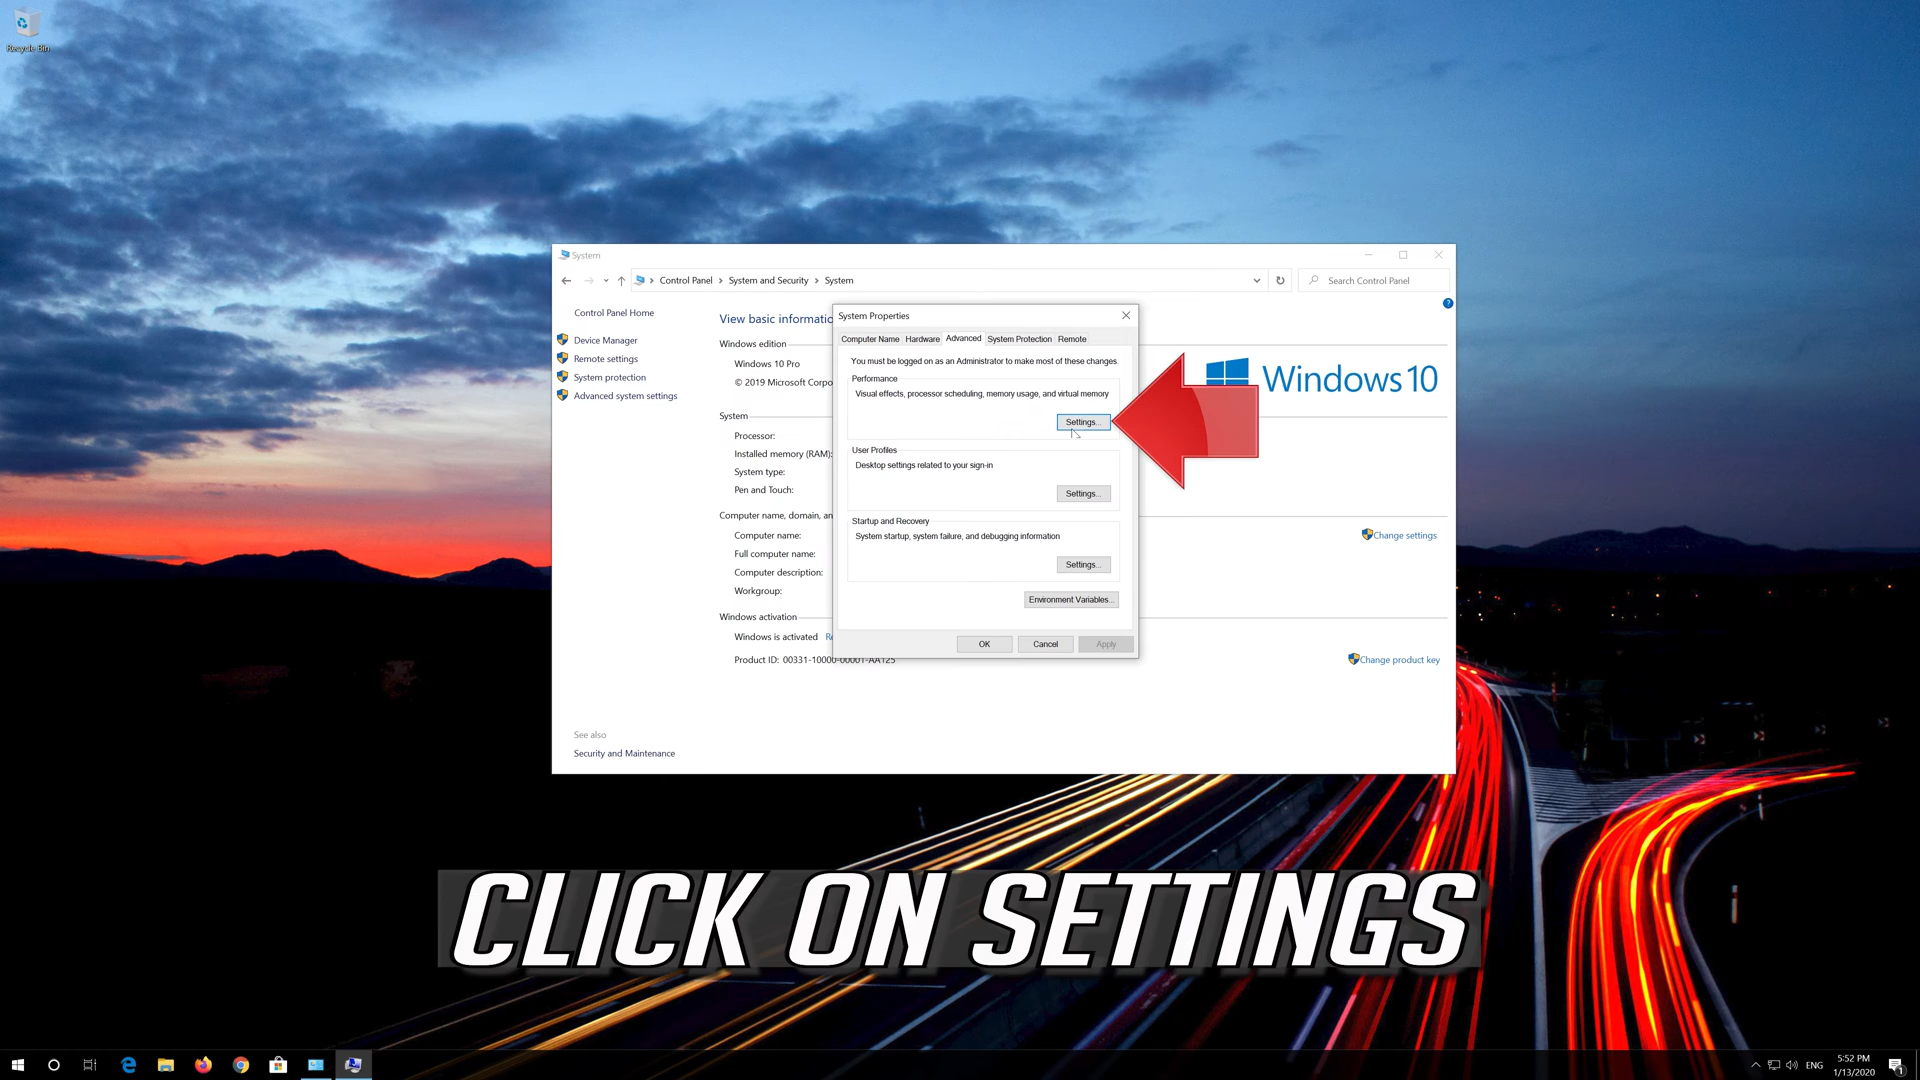 Recycle Bin
System
Control Panel > System and Security > System
Search Control Panel
Control Panel Home
Device Manager
Remote settings
System protection
Advanced system settings
See also
Security and Maintenance
View basic informatio
Windows edition
Windows 10 Pro
© 2019 Microsoft Corpo
System
Processor:
Installed memory (RAM):
System type:
Pen and Touch:
Computer name, domain, an
Computer name:
Full computer name:
Computer description:
Workgroup:
Windows activation
Windows is activated Re
Product ID: 00331-10000-00001-AA125
Windows 10
Change settings
Change product key
System Properties
Computer Name Hardware Advanced System Protection Remote
You must be logged on as an Administrator to make most of these changes.
Performance
Visual effects, processor scheduling, memory usage, and virtual memory
Settings...
User Profiles
Desktop settings related to your sign-in
Settings...
Startup and Recovery
System startup, system failure, and debugging information
Settings...
Environment Variables...
OK Cancel Apply
CLICK ON SETTINGS
ENG
5:52 PM
1/13/2020
1